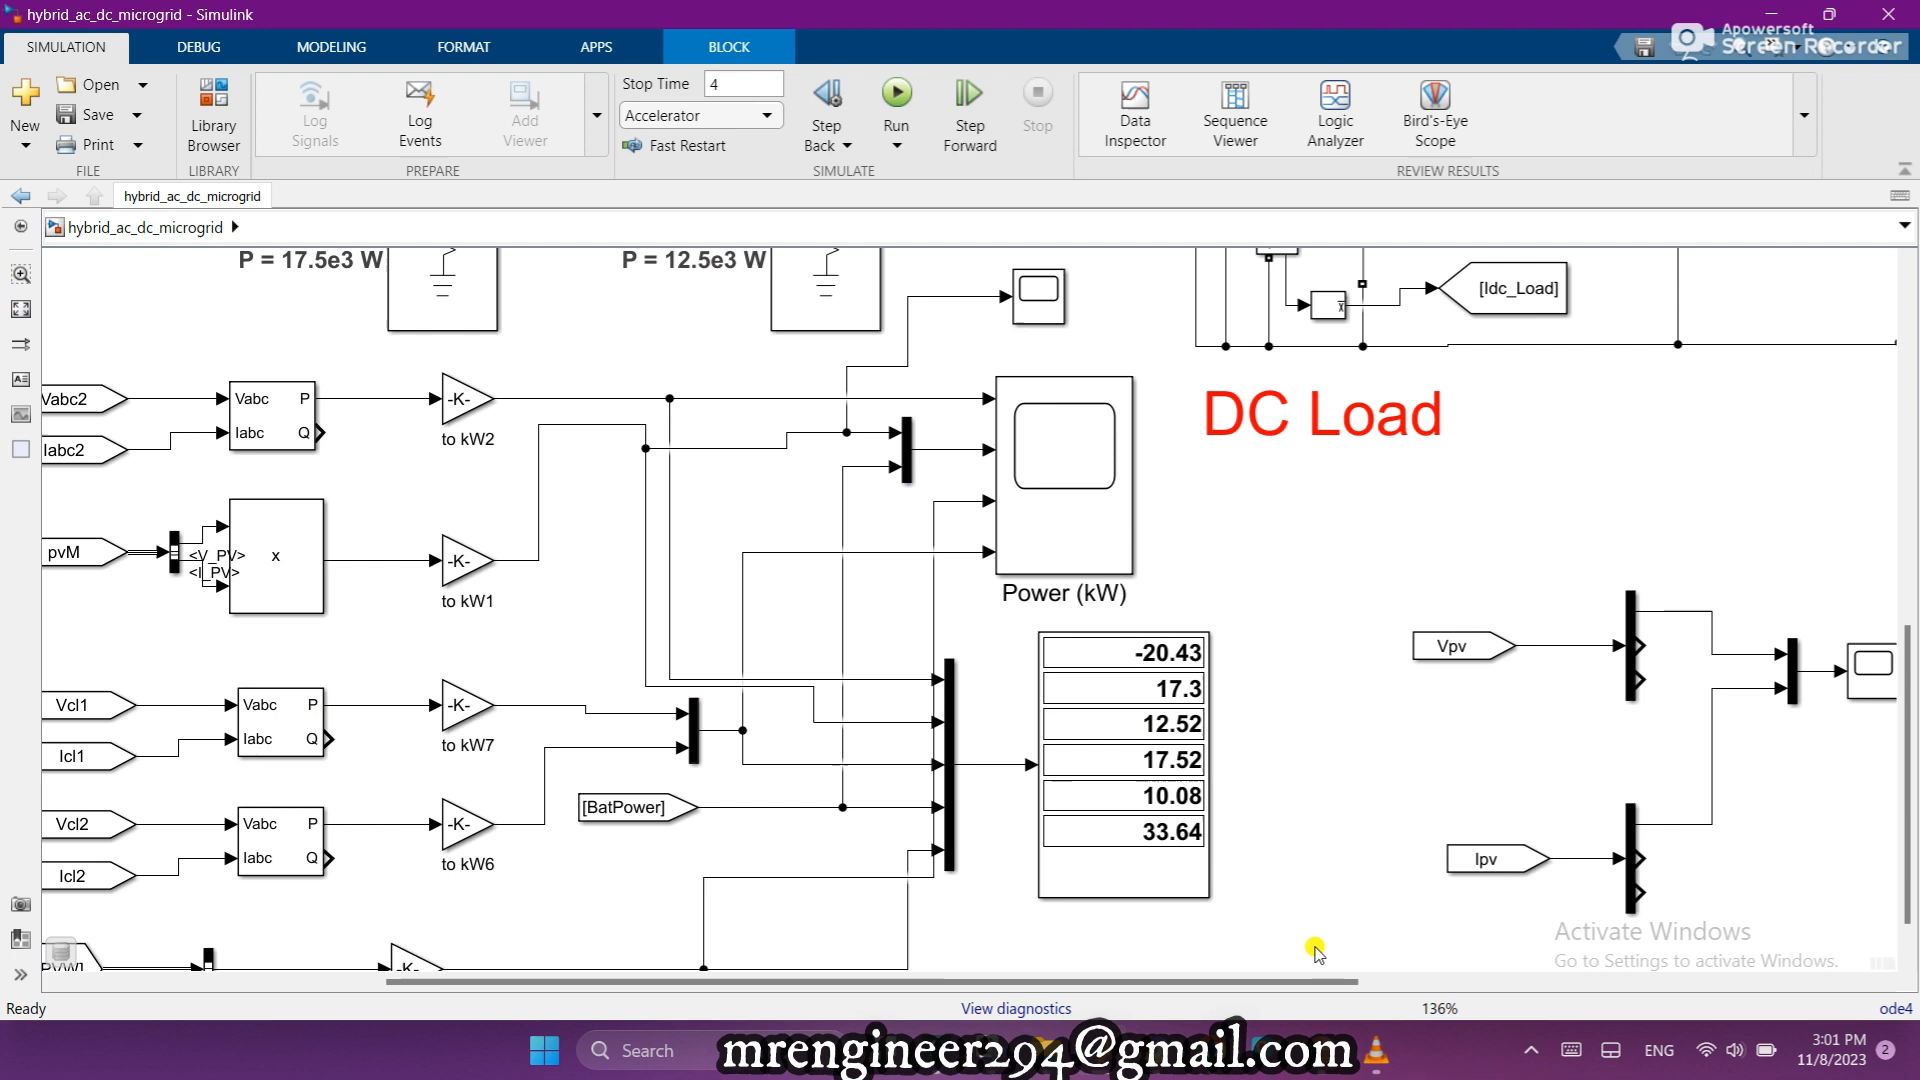 hybrid_ac_dc_microgrid - Simulink
Apowersoft
Screen Recorder
SIMULATION DEBUG MODELING FORMAT APPS BLOCK
New
Open
Save
Print
FILE
Library Browser
LIBRARY
Log Signals
Log Events
Add Viewer
PREPARE
Stop Time 4
Accelerator
Fast Restart
Step Back
Run
Step Forward
Stop
SIMULATE
Data Inspector
Sequence Viewer
Logic Analyzer
Bird's-Eye Scope
REVIEW RESULTS
hybrid_ac_dc_microgrid
hybrid_ac_dc_microgrid
P = 17.5e3 W
P = 12.5e3 W
x
[Idc_Load]
DC Load
Vabc2
Iabc2
Vabc P
Iabc Q
-K-
to kW2
pvM
<V_PV>
<I_PV>
x
-K-
to kW1
Power (kW)
Vcl1
Icl1
Vabc P
Iabc Q
-K-
to kW7
Vcl2
Icl2
Vabc P
Iabc Q
-K-
to kW6
[BatPower]
-20.43
17.3
12.52
17.52
10.08
33.64
Vpv
Ipv
-K-
Activate Windows
Go to Settings to activate Windows.
Ready
View diagnostics
136%
ode4
Search
mrengineer294@gmail.com
ENG
3:01 PM
11/8/2023
2